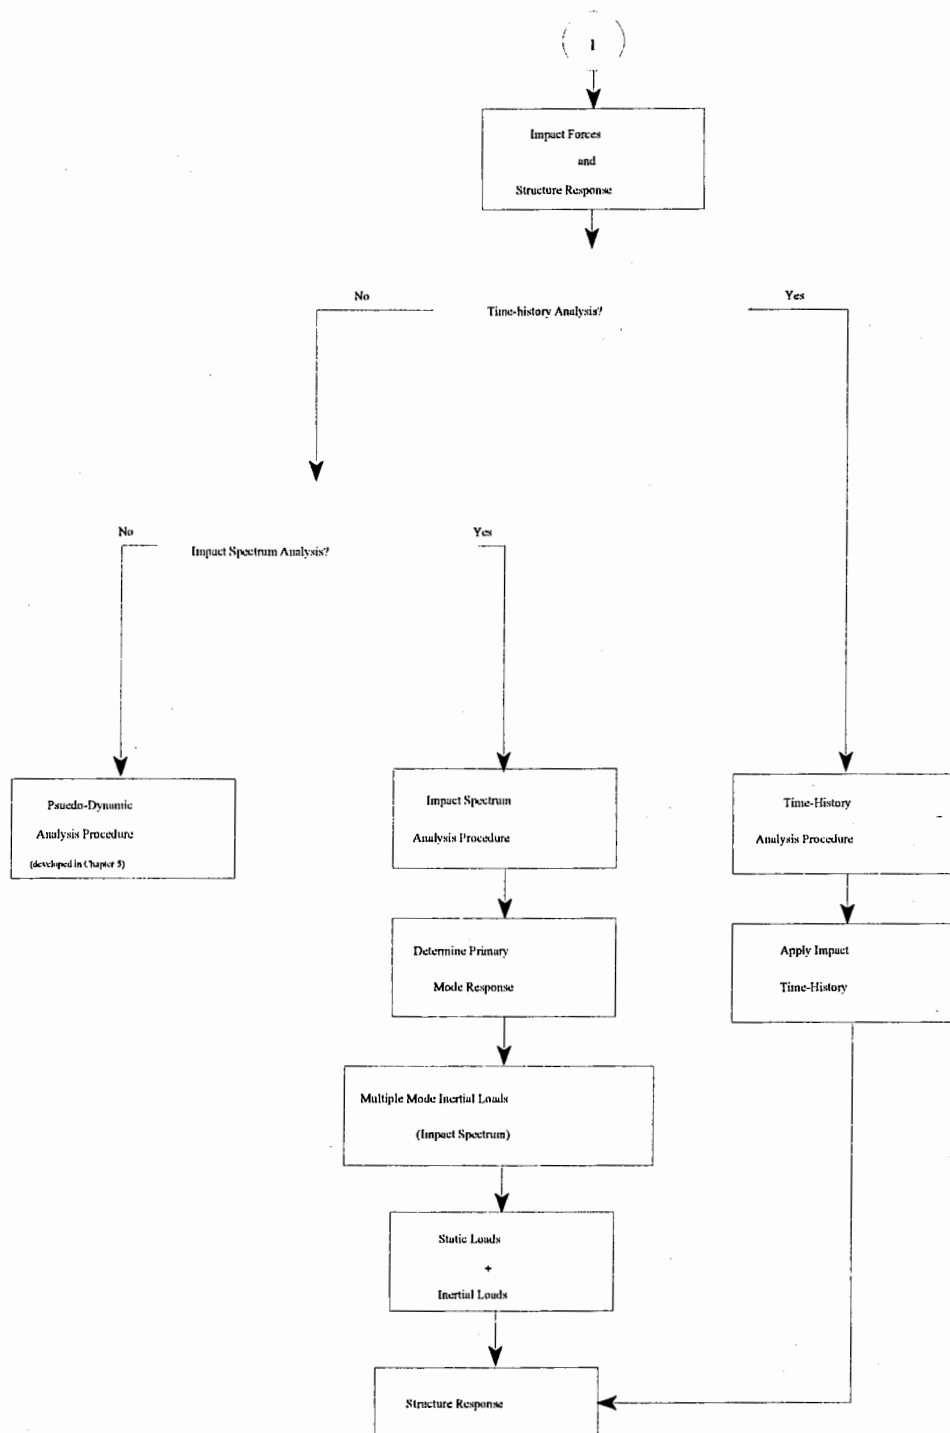 1
Impact Forces
and
Structure Response
No
Time-history Analysis?
Yes
No
Impact Spectrum Analysis?
Yes
Psuedo-Dynamic
Analysis Procedure
(developed in Chapter 5)
Impact Spectrum
Analysis Procedure
Time-History
Analysis Procedure
Determine Primary
Mode Response
Apply Impact
Time-History
Multiple Mode Inertial Loads
(Impact Spectrum)
Static Loads
+
Inertial Loads
Structure Response